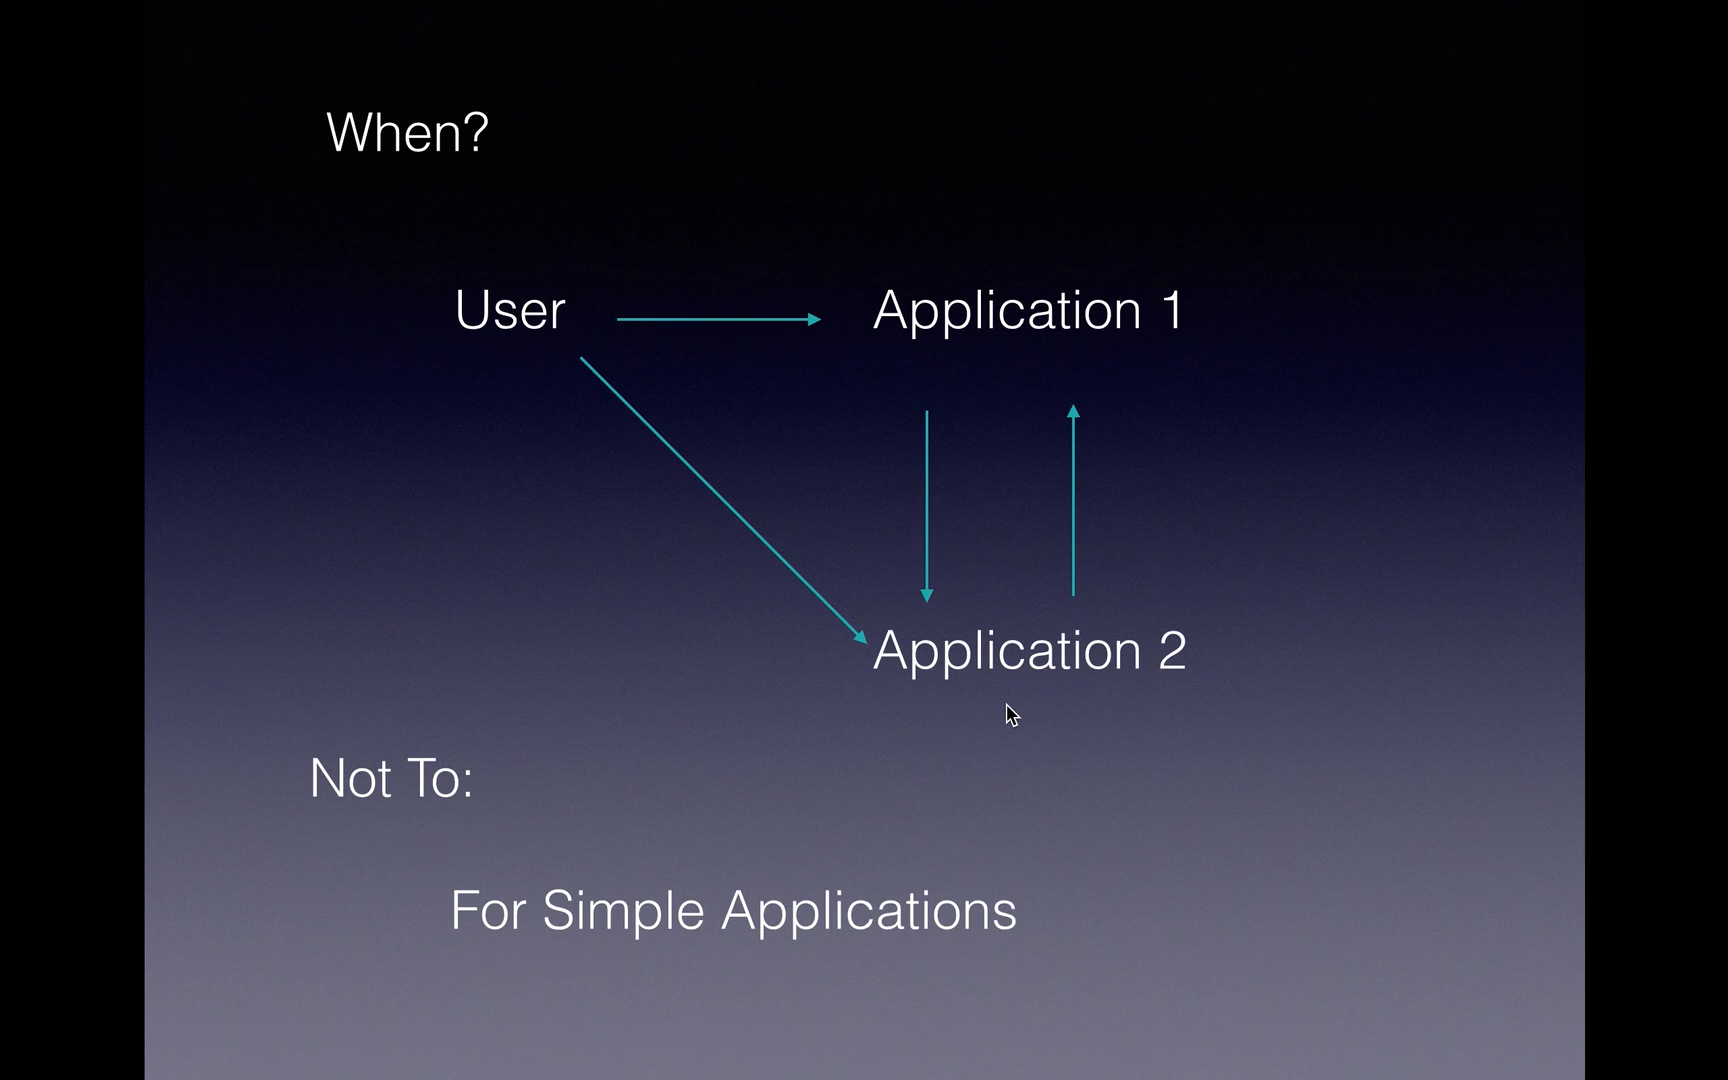 When?
User
Application 1
Application 2
Not To:
For Simple Applications